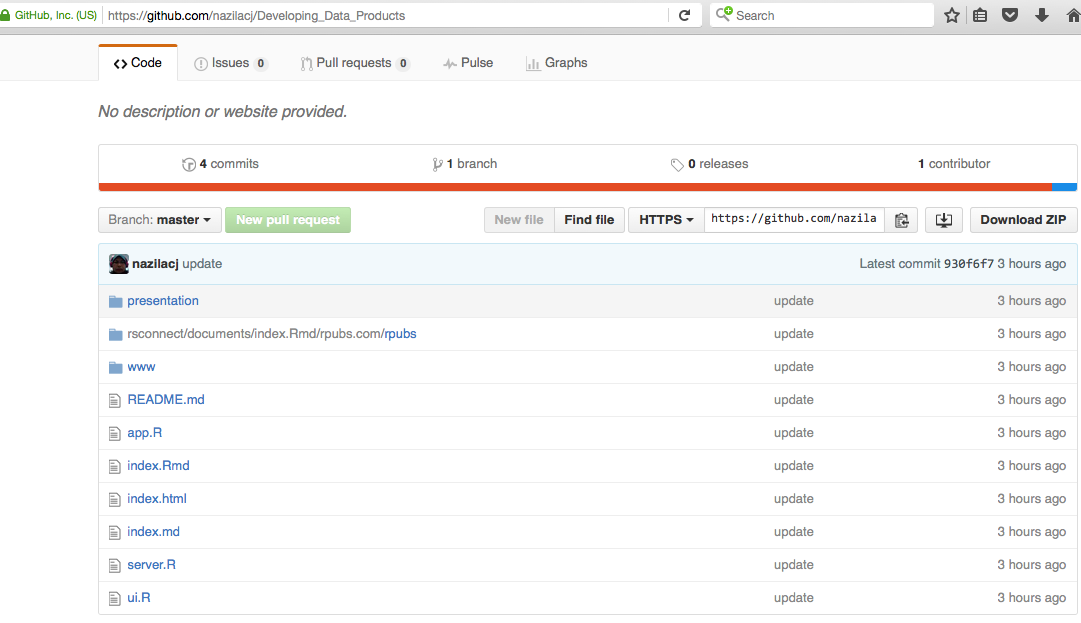 GitHub, Inc. (US) https://github.com/nazilacj/Developing_Data_Products Search
Code Issues 0 Pull requests 0 Pulse Graphs
No description or website provided.
4 commits 1 branch 0 releases 1 contributor
Branch: master New pull request New file Find file HTTPS https://github.com/nazila Download ZIP
nazilacj update Latest commit 930f6f7 3 hours ago
presentation update 3 hours ago
rsconnect/documents/index.Rmd/rpubs.com/rpubs update 3 hours ago
www update 3 hours ago
README.md update 3 hours ago
app.R update 3 hours ago
index.Rmd update 3 hours ago
index.html update 3 hours ago
index.md update 3 hours ago
server.R update 3 hours ago
ui.R update 3 hours ago